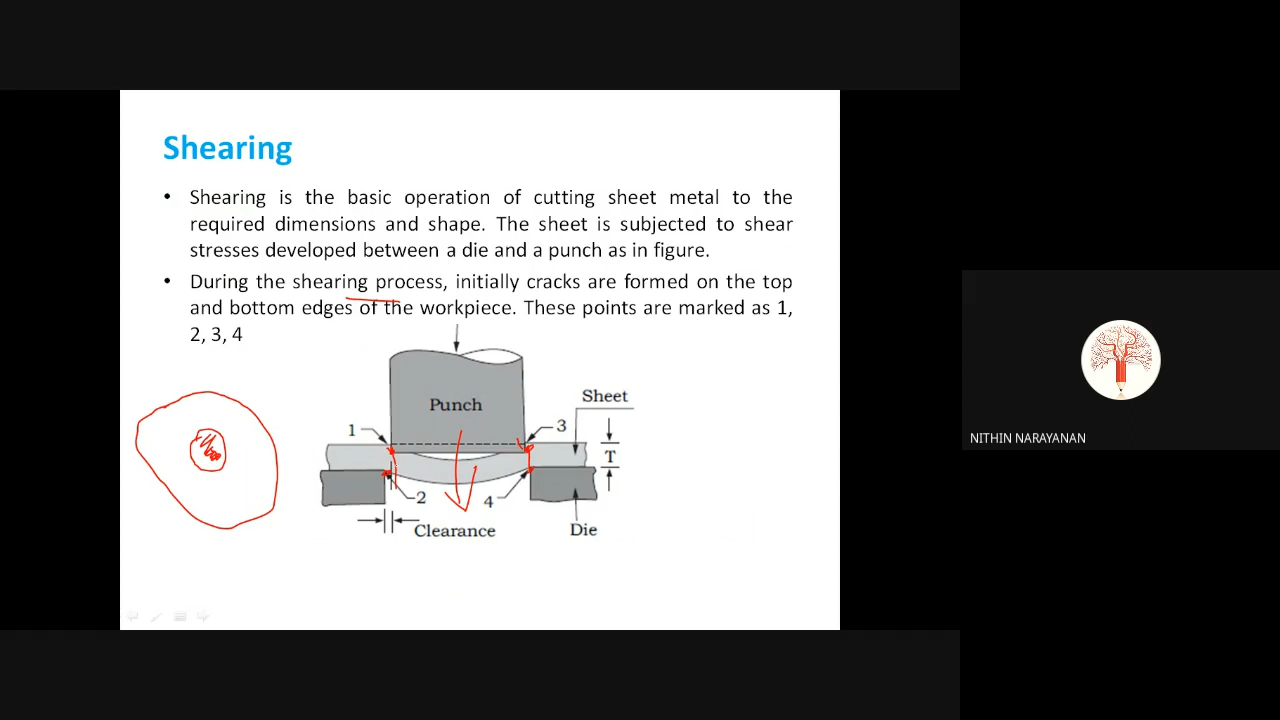 Shearing
• Shearing is the basic operation of cutting sheet metal to the
required dimensions and shape. The sheet is subjected to shear
stresses developed between a die and a punch as in figure.
• During the shearing process, initially cracks are formed on the top
and bottom edges of the workpiece. These points are marked as 1,
2, 3, 4
Punch
Sheet
1
3
T
2
4
Clearance
Die
NITHIN NARAYANAN